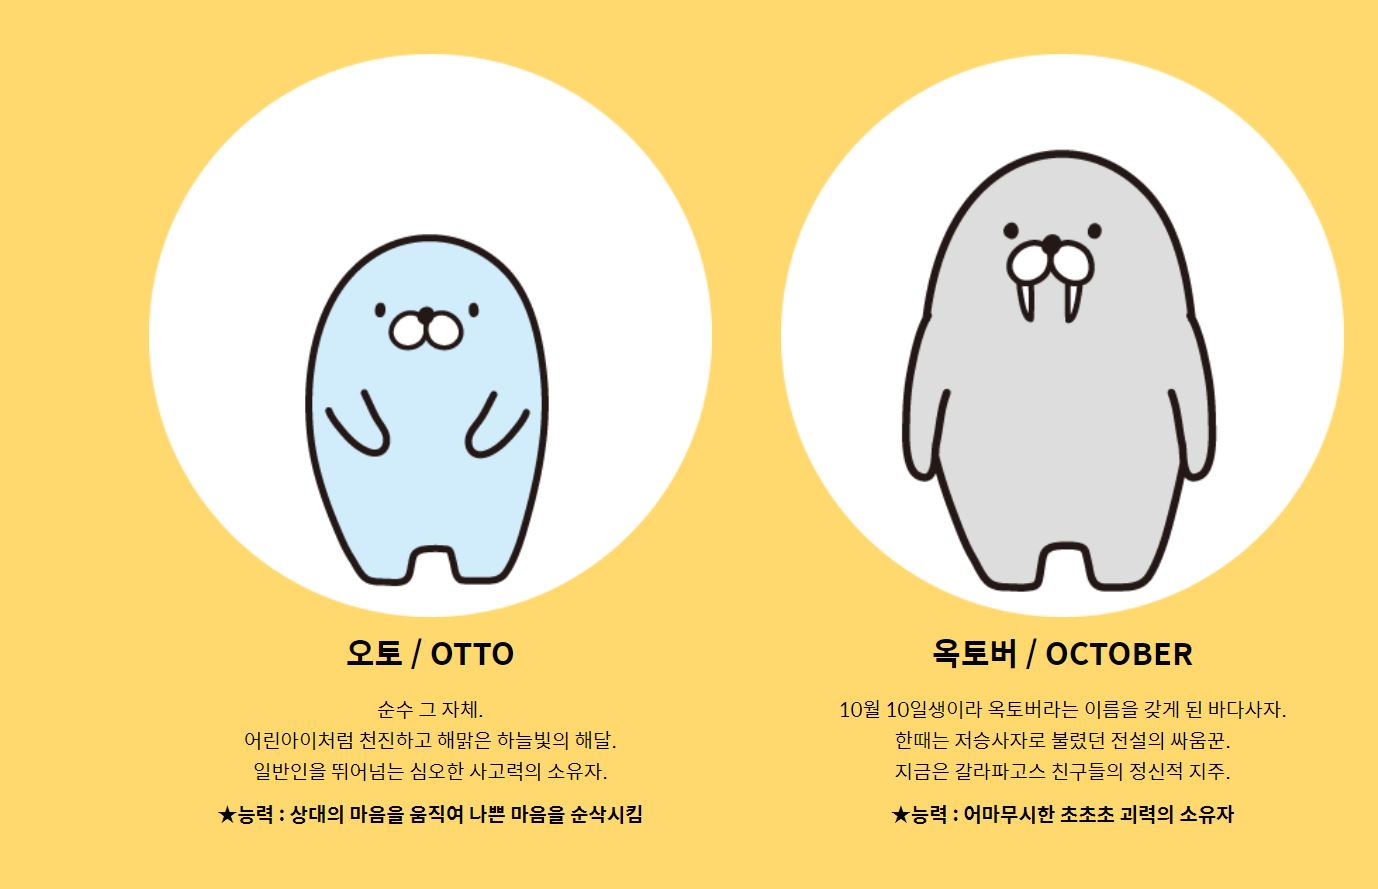 오토 / OTTO
순수 그 자체.
어린아이처럼 천진하고 해맑은 하늘빛의 해달.
일반인을 뛰어넘는 심오한 사고력의 소유자.
★능력 : 상대의 마음을 움직여 나쁜 마음을 순삭시킴
옥토버 / OCTOBER
10월 10일생이라 옥토버라는 이름을 갖게 된 바다사자.
한때는 저승사자로 불렸던 전설의 싸움꾼.
지금은 갈라파고스 친구들의 정신적 지주.
★능력 : 어마무시한 초초초 괴력의 소유자